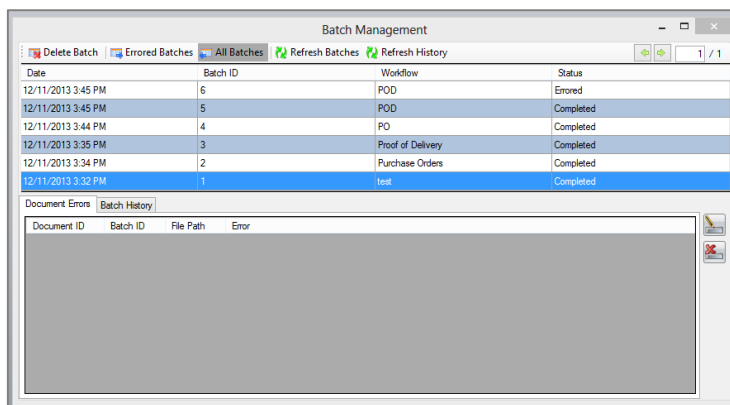 Batch Management
Delete Batch Errored Batches All Batches Refresh Batches Refresh History 1 / 1
Date Batch ID Workflow Status
12/11/2013 3:45 PM 6 POD Errored
12/11/2013 3:45 PM 5 POD Completed
12/11/2013 3:44 PM 4 PO Completed
12/11/2013 3:35 PM 3 Proof of Delivery Completed
12/11/2013 3:34 PM 2 Purchase Orders Completed
12/11/2013 3:32 PM 1 test Completed
Document Errors Batch History
Document ID Batch ID File Path Error